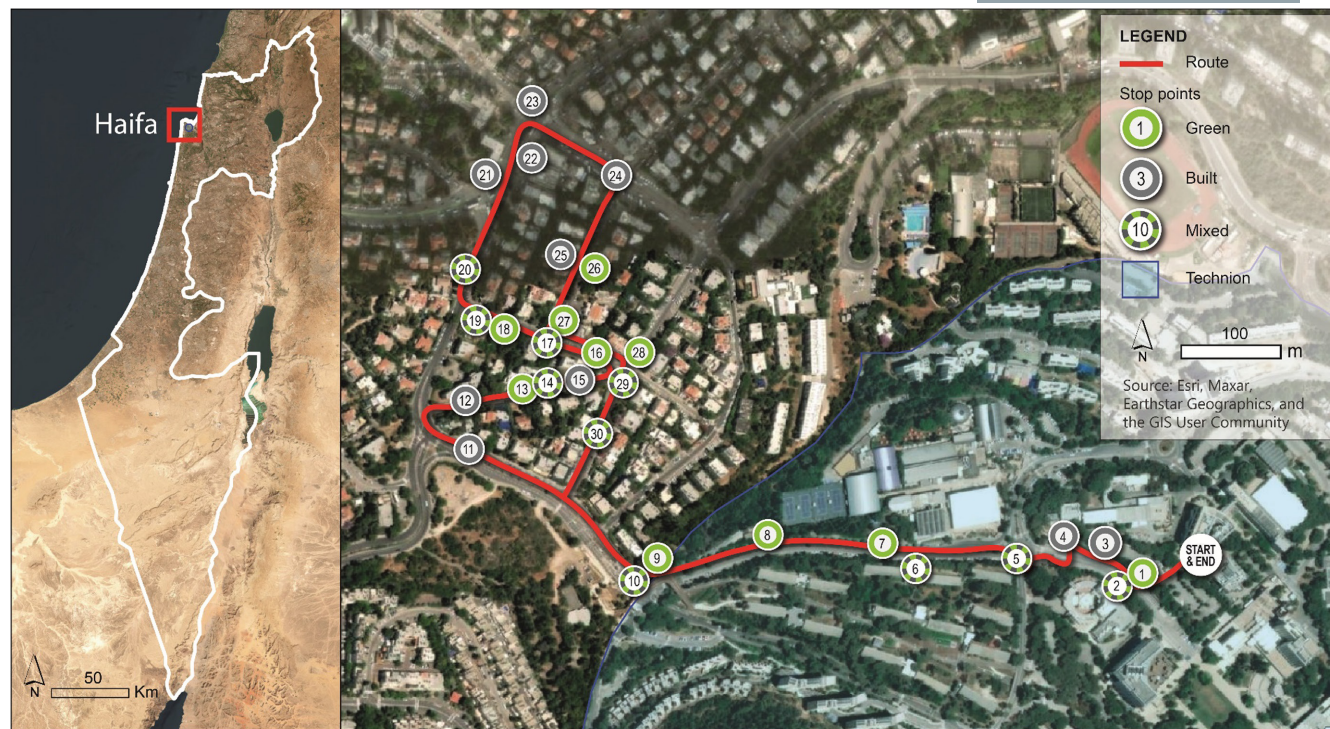 Haifa
N
50
Km
23
22
21
24
25
26
20
19
18
27
17
16
28
15
14
13
29
12
30
11
8
7
9
10
6
5
4
3
START
& END
1
2
LEGEND
Route
Stop points
1
Green
3
Built
10
Mixed
Technion
N
100
m
Source: Esri, Maxar,
Earthstar Geographics, and
the GIS User Community